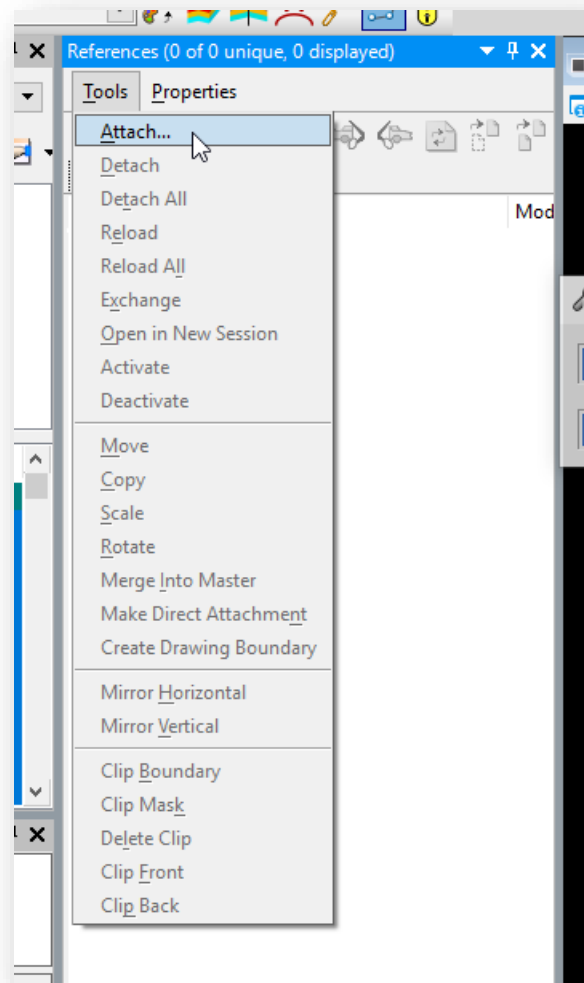 References (0 of 0 unique, 0 displayed)
Tools Properties
Attach...
Detach
Detach All
Reload
Reload All
Exchange
Open in New Session
Activate
Deactivate
Mod
Move
Copy
Scale
Rotate
Merge Into Master
Make Direct Attachment
Create Drawing Boundary
Mirror Horizontal
Mirror Vertical
Clip Boundary
Clip Mask
Delete Clip
Clip Front
Clip Back